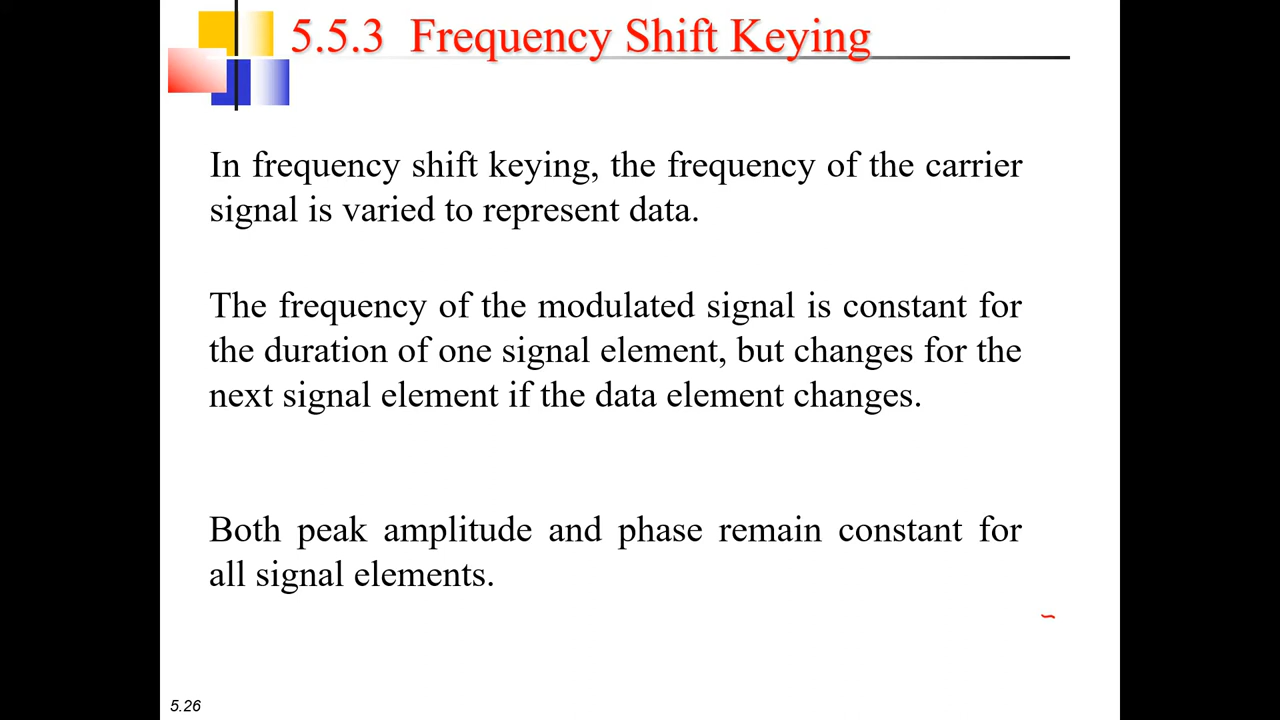 5.5.3 Frequency Shift Keying
In frequency shift keying, the frequency of the carrier
signal is varied to represent data.
The frequency of the modulated signal is constant for
the duration of one signal element, but changes for the
next signal element if the data element changes.
Both peak amplitude and phase remain constant for
all signal elements.
5.26